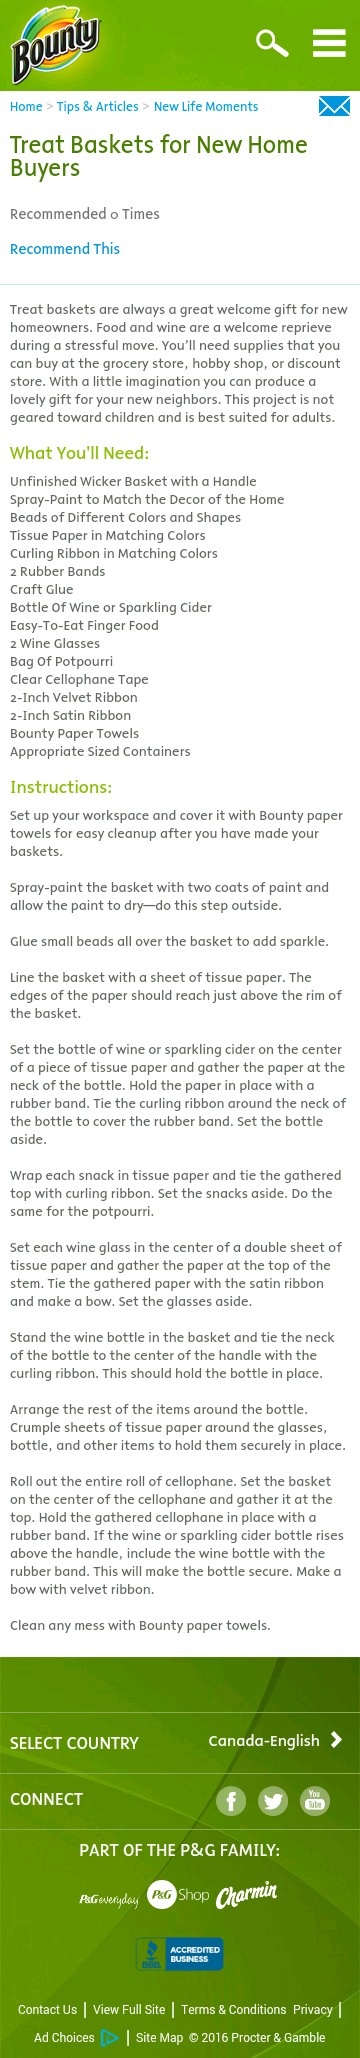 Bounty
Home > Tips & Articles > New Life Moments
Treat Baskets for New Home
Buyers
Recommended 0 Times
Recommend This
Treat baskets are always a great welcome gift for new
homeowners. Food and wine are a welcome reprieve
during a stressful move. You’ll need supplies that you
can buy at the grocery store, hobby shop, or discount
store. With a little imagination you can produce a
lovely gift for your new neighbors. This project is not
geared toward children and is best suited for adults.
What You'll Need:
Unfinished Wicker Basket with a Handle
Spray-Paint to Match the Decor of the Home
Beads of Different Colors and Shapes
Tissue Paper in Matching Colors
Curling Ribbon in Matching Colors
2 Rubber Bands
Craft Glue
Bottle Of Wine or Sparkling Cider
Easy-To-Eat Finger Food
2 Wine Glasses
Bag Of Potpourri
Clear Cellophane Tape
2-Inch Velvet Ribbon
2-Inch Satin Ribbon
Bounty Paper Towels
Appropriate Sized Containers
Instructions:
Set up your workspace and cover it with Bounty paper
towels for easy cleanup after you have made your
baskets.
Spray-paint the basket with two coats of paint and
allow the paint to dry—do this step outside.
Glue small beads all over the basket to add sparkle.
Line the basket with a sheet of tissue paper. The
edges of the paper should reach just above the rim of
the basket.
Set the bottle of wine or sparkling cider on the center
of a piece of tissue paper and gather the paper at the
neck of the bottle. Hold the paper in place with a
rubber band. Tie the curling ribbon around the neck of
the bottle to cover the rubber band. Set the bottle
aside.
Wrap each snack in tissue paper and tie the gathered
top with curling ribbon. Set the snacks aside. Do the
same for the potpourri.
Set each wine glass in the center of a double sheet of
tissue paper and gather the paper at the top of the
stem. Tie the gathered paper with the satin ribbon
and make a bow. Set the glasses aside.
Stand the wine bottle in the basket and tie the neck
of the bottle to the center of the handle with the
curling ribbon. This should hold the bottle in place.
Arrange the rest of the items around the bottle.
Crumple sheets of tissue paper around the glasses,
bottle, and other items to hold them securely in place.
Roll out the entire roll of cellophane. Set the basket
on the center of the cellophane and gather it at the
top. Hold the gathered cellophane in place with a
rubber band. If the wine or sparkling cider bottle rises
above the handle, include the wine bottle with the
rubber band. This will make the bottle secure. Make a
bow with velvet ribbon.
Clean any mess with Bounty paper towels.
SELECT COUNTRY Canada-English
CONNECT f You Tube
PART OF THE P&G FAMILY:
P&G everyday P&G Shop Charmin
BBB ACCREDITED BUSINESS
Contact Us | View Full Site | Terms & Conditions Privacy |
Ad Choices | Site Map © 2016 Procter & Gamble